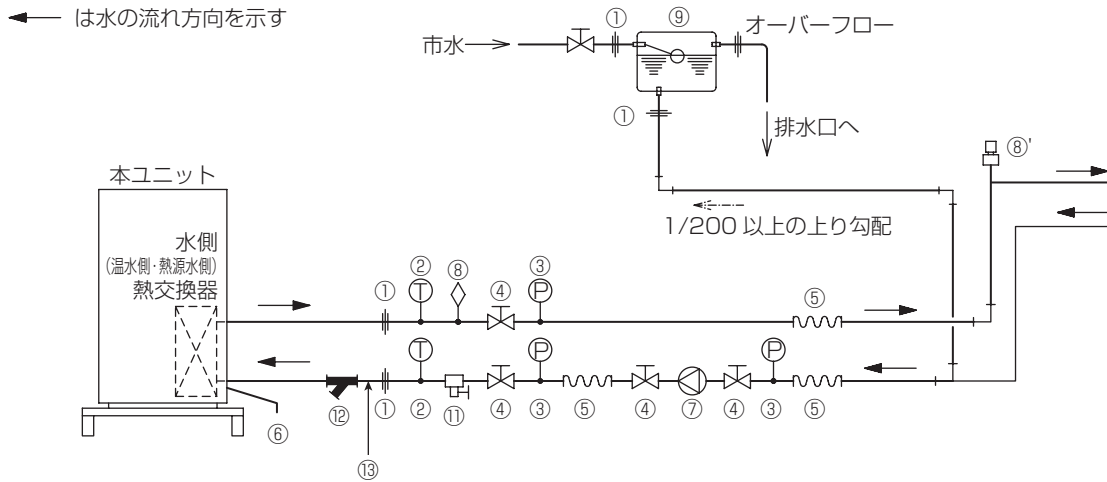 は水の流れ方向を示す
① ⑨ オーバーフロー
市水
① 排水口へ
⑧'
本ユニット
1/200 以上の上り勾配
水側
(温水側・熱源水側)
熱交換器
① ② ⑧ ④ ③ ⑤
T P
T P P
⑥ ⑫ ① ② ⑪ ④ ③ ⑤ ④ ⑦ ④ ③ ⑤
⑬